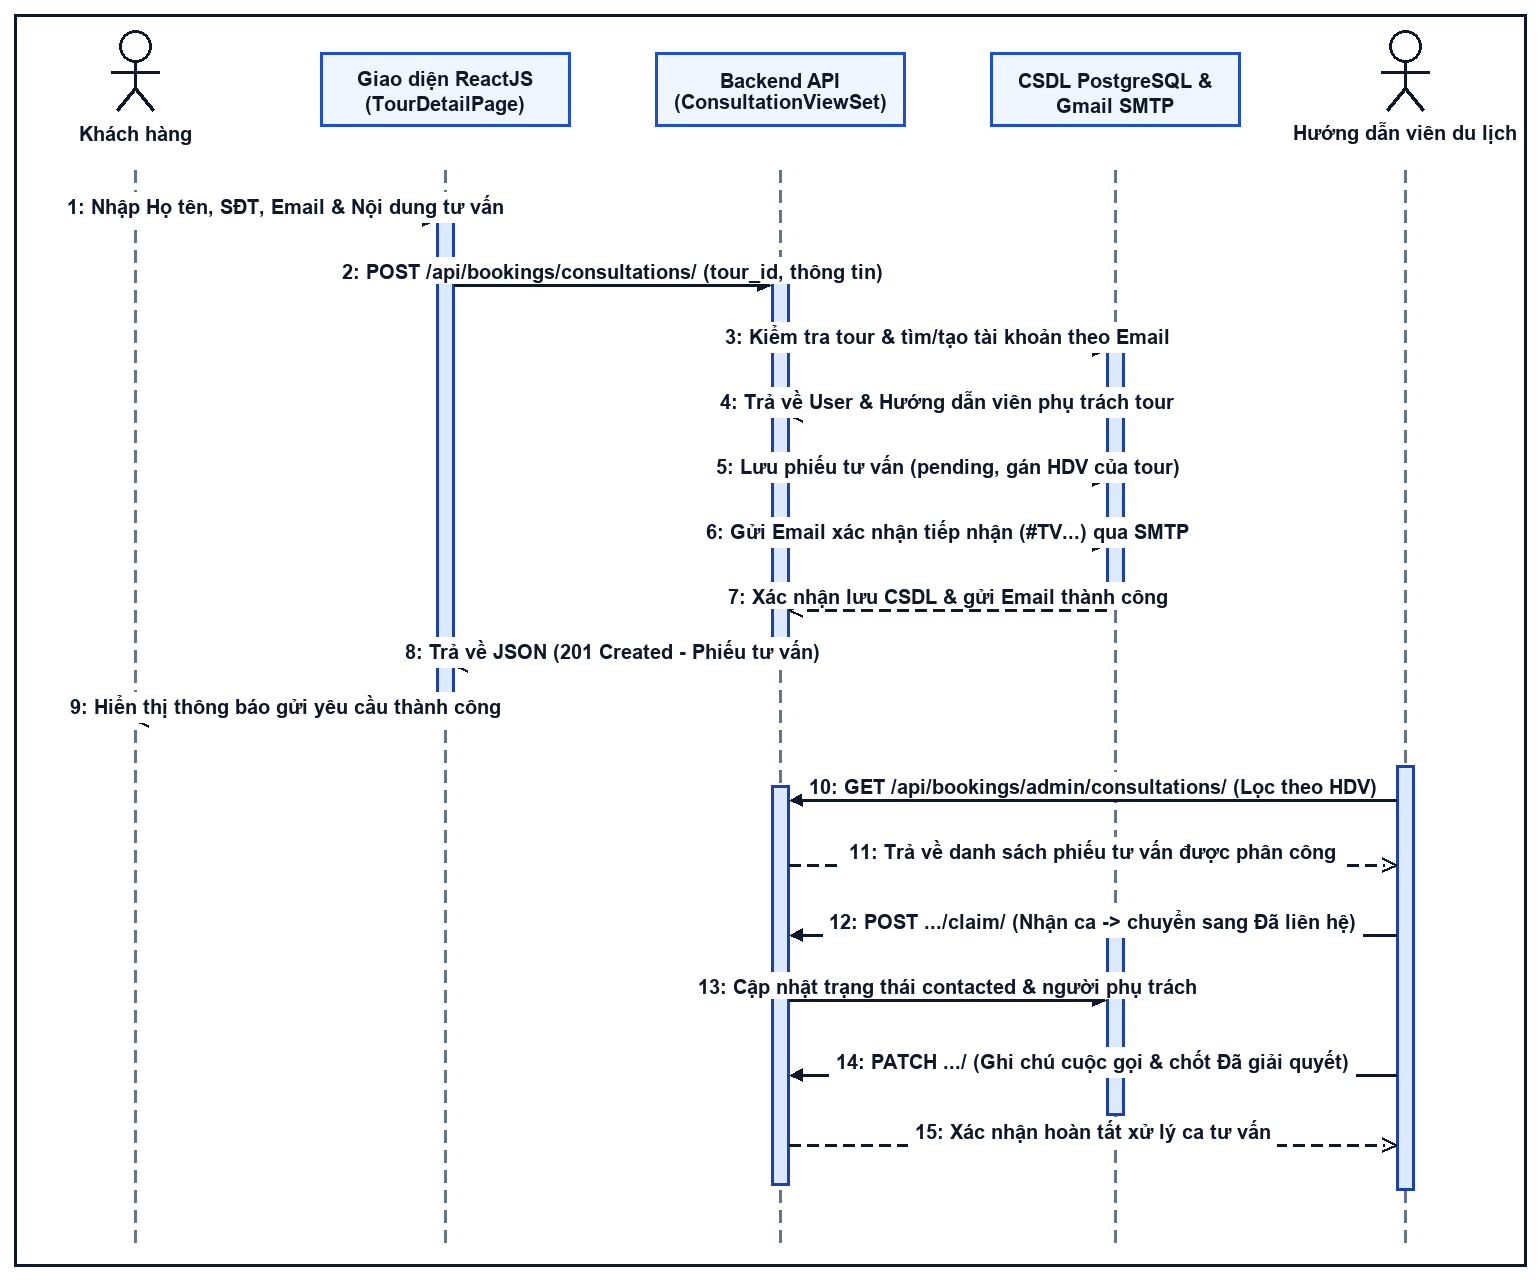 Khách hàng
Giao diện ReactJS
(TourDetailPage)
Backend API
(ConsultationViewSet)
CSDL PostgreSQL &
Gmail SMTP
Hướng dẫn viên du lịch
1: Nhập Họ tên, SĐT, Email & Nội dung tư vấn
2: POST /api/bookings/consultations/ (tour_id, thông tin)
3: Kiểm tra tour & tìm/tạo tài khoản theo Email
4: Trả về User & Hướng dẫn viên phụ trách tour
5: Lưu phiếu tư vấn (pending, gán HDV của tour)
6: Gửi Email xác nhận tiếp nhận (#TV...) qua SMTP
7: Xác nhận lưu CSDL & gửi Email thành công
8: Trả về JSON (201 Created - Phiếu tư vấn)
9: Hiển thị thông báo gửi yêu cầu thành công
10: GET /api/bookings/admin/consultations/ (Lọc theo HDV)
11: Trả về danh sách phiếu tư vấn được phân công
12: POST .../claim/ (Nhận ca -> chuyển sang Đã liên hệ)
13: Cập nhật trạng thái contacted & người phụ trách
14: PATCH .../ (Ghi chú cuộc gọi & chốt Đã giải quyết)
15: Xác nhận hoàn tất xử lý ca tư vấn